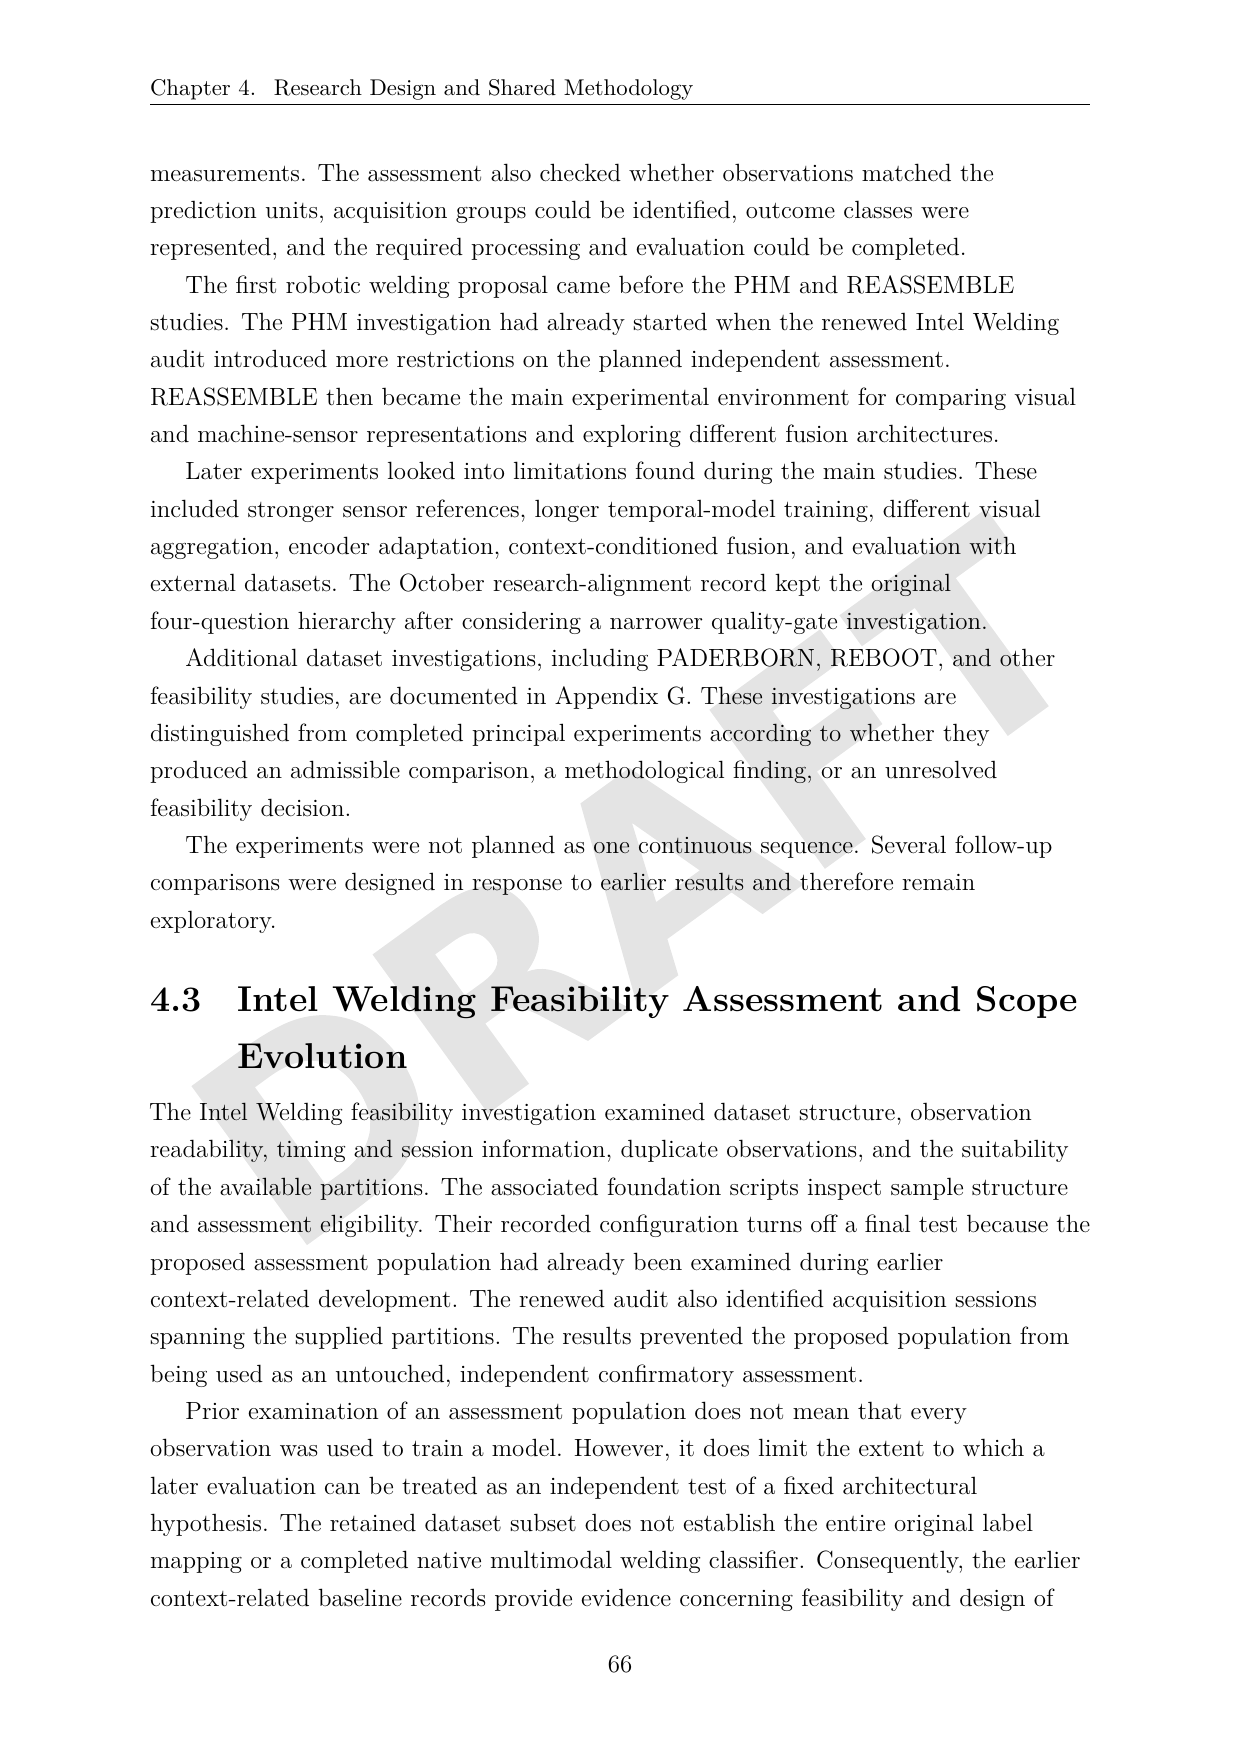 Chapter 4. Research Design and Shared Methodology
measurements. The assessment also checked whether observations matched the
prediction units, acquisition groups could be identified, outcome classes were
represented, and the required processing and evaluation could be completed.
The first robotic welding proposal came before the PHM and REASSEMBLE
studies. The PHM investigation had already started when the renewed Intel Welding
audit introduced more restrictions on the planned independent assessment.
REASSEMBLE then became the main experimental environment for comparing visual
and machine-sensor representations and exploring different fusion architectures.
Later experiments looked into limitations found during the main studies. These
included stronger sensor references, longer temporal-model training, different visual
aggregation, encoder adaptation, context-conditioned fusion, and evaluation with
external datasets. The October research-alignment record kept the original
four-question hierarchy after considering a narrower quality-gate investigation.
Additional dataset investigations, including PADERBORN, REBOOT, and other
feasibility studies, are documented in Appendix G. These investigations are
distinguished from completed principal experiments according to whether they
produced an admissible comparison, a methodological finding, or an unresolved
feasibility decision.
The experiments were not planned as one continuous sequence. Several follow-up
comparisons were designed in response to earlier results and therefore remain
exploratory.
4.3 Intel Welding Feasibility Assessment and Scope
Evolution
The Intel Welding feasibility investigation examined dataset structure, observation
readability, timing and session information, duplicate observations, and the suitability
of the available partitions. The associated foundation scripts inspect sample structure
and assessment eligibility. Their recorded configuration turns off a final test because the
proposed assessment population had already been examined during earlier
context-related development. The renewed audit also identified acquisition sessions
spanning the supplied partitions. The results prevented the proposed population from
being used as an untouched, independent confirmatory assessment.
Prior examination of an assessment population does not mean that every
observation was used to train a model. However, it does limit the extent to which a
later evaluation can be treated as an independent test of a fixed architectural
hypothesis. The retained dataset subset does not establish the entire original label
mapping or a completed native multimodal welding classifier. Consequently, the earlier
context-related baseline records provide evidence concerning feasibility and design of
66
DRAFT